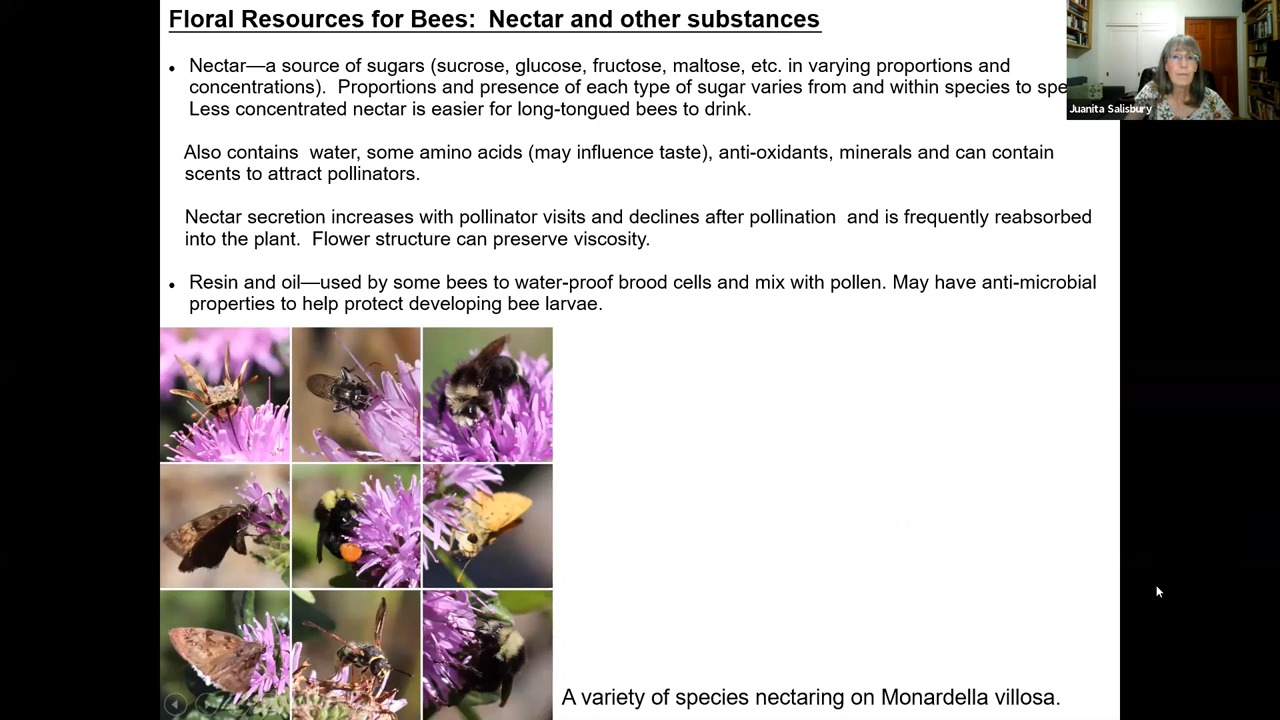 Floral Resources for Bees: Nectar and other substances
• Nectar—a source of sugars (sucrose, glucose, fructose, maltose, etc. in varying proportions and
concentrations). Proportions and presence of each type of sugar varies from and within species to
Less concentrated nectar is easier for long-tongued bees to drink.
Also contains water, some amino acids (may influence taste), anti-oxidants, minerals and can contain
scents to attract pollinators.
Nectar secretion increases with pollinator visits and declines after pollination and is frequently reabsorbed
into the plant. Flower structure can preserve viscosity.
• Resin and oil—used by some bees to water-proof brood cells and mix with pollen. May have anti-microbial
properties to help protect developing bee larvae.
A variety of species nectaring on Monardella villosa.
Juanita Salisbury